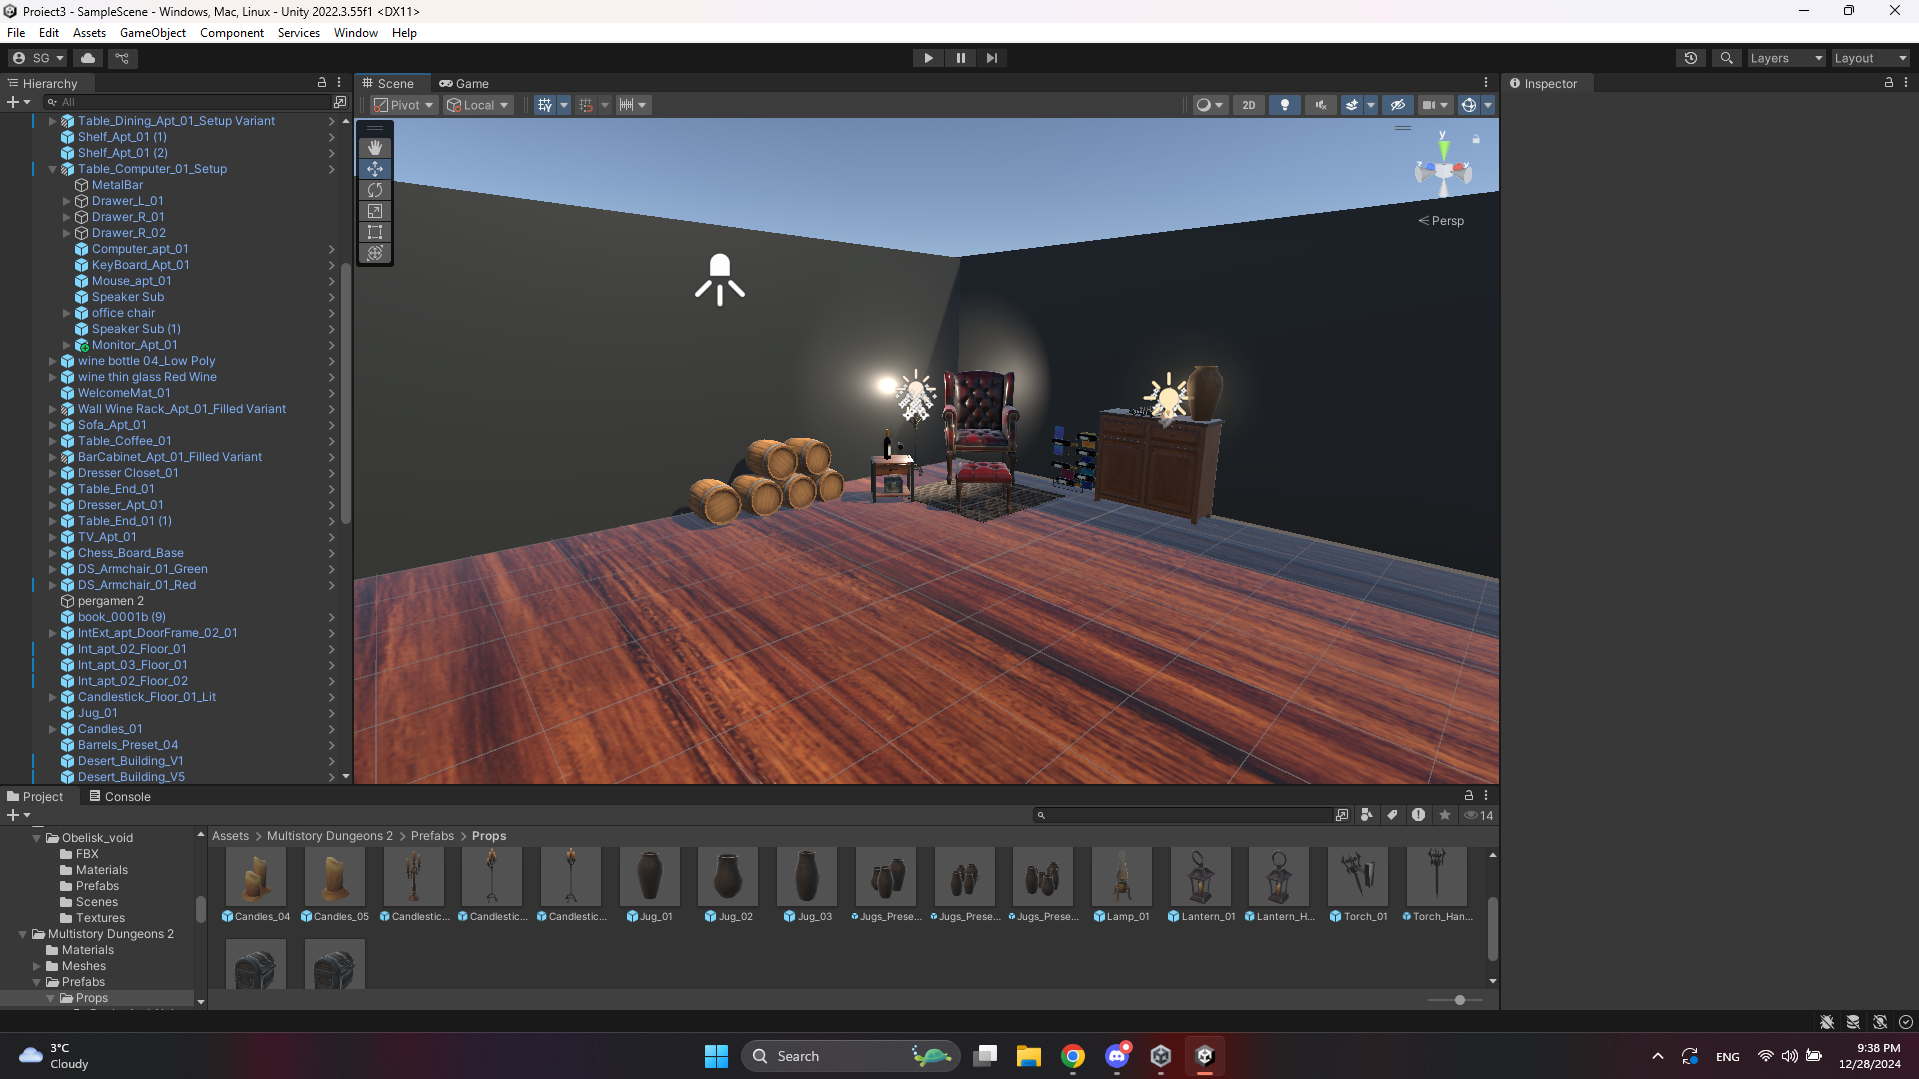 Proiect3 - SampleScene - Windows, Mac, Linux - Unity 2022.3.55f1 <DX11>
File Edit Assets GameObject Component Services Window Help
SG Layers Layout
Hierarchy Scene Game Inspector
All Pivot Local 2D
Table_Dining_Apt_01_Setup Variant
Shelf_Apt_01 (1)
Shelf_Apt_01 (2)
Table_Computer_01_Setup
MetalBar
Drawer_L_01
Drawer_R_01
Drawer_R_02
Computer_apt_01
KeyBoard_Apt_01
Mouse_apt_01
Speaker Sub
office chair
Speaker Sub (1)
Monitor_Apt_01
wine bottle 04_Low Poly
wine thin glass Red Wine
WelcomeMat_01
Wall Wine Rack_Apt_01_Filled Variant
Sofa_Apt_01
Table_Coffee_01
BarCabinet_Apt_01_Filled Variant
Dresser Closet_01
Table_End_01
Dresser_Apt_01
Table_End_01 (1)
TV_Apt_01
Chess_Board_Base
DS_Armchair_01_Green
DS_Armchair_01_Red
pergamen 2
book_0001b (9)
IntExt_apt_DoorFrame_02_01
Int_apt_02_Floor_01
Int_apt_03_Floor_01
Int_apt_02_Floor_02
Candlestick_Floor_01_Lit
Jug_01
Candles_01
Barrels_Preset_04
Desert_Building_V1
Desert_Building_V5
y
z
Persp
Project Console
14
Obelisk_void
FBX
Materials
Prefabs
Scenes
Textures
Multistory Dungeons 2
Materials
Meshes
Prefabs
Props
Assets > Multistory Dungeons 2 > Prefabs > Props
Candles_04 Candles_05 Candlestic... Candlestic... Candlestic... Jug_01 Jug_02 Jug_03 Jugs_Prese... Jugs_Prese... Jugs_Prese... Lamp_01 Lantern_01 Lantern_H... Torch_01 Torch_Han...
3°C
Cloudy
Search
ENG
9:38 PM
12/28/2024